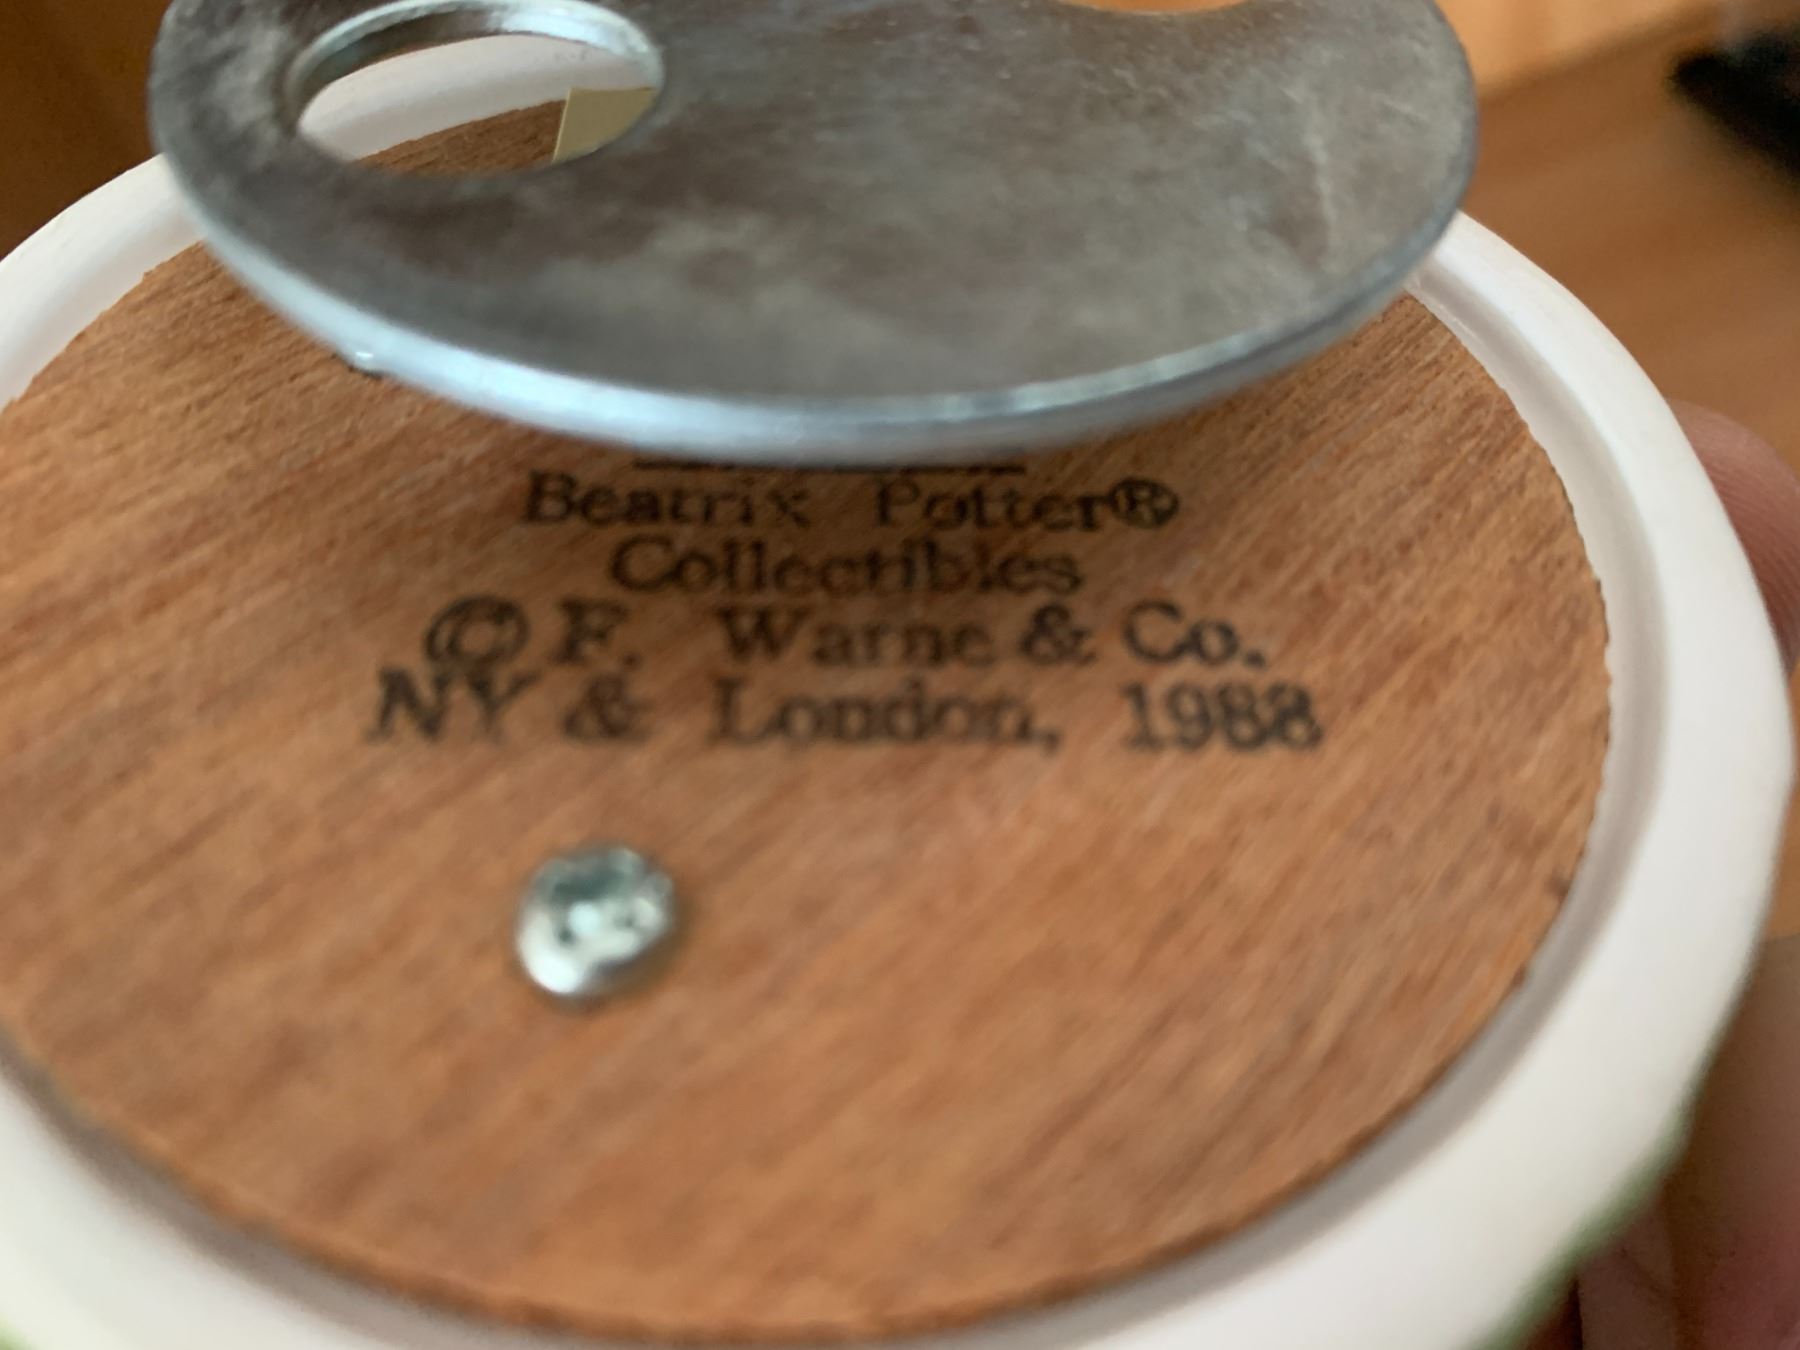 Beatrix Potter®
Collectibles
© F. Warne & Co.
NY & London, 1988